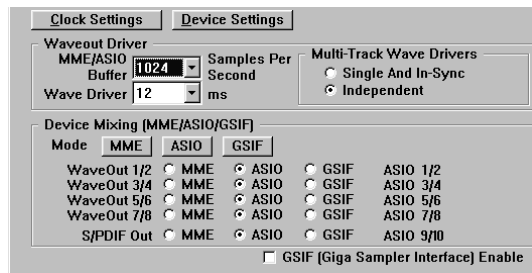 Clock Settings Device Settings
Waveout Driver
MME/ASIO Buffer 1024 Samples Per Second
Wave Driver 12 ms
Multi-Track Wave Drivers
Single And In-Sync
Independent
Device Mixing (MME/ASIO/GSIF)
Mode MME ASIO GSIF
WaveOut 1/2 MME ASIO GSIF ASIO 1/2
WaveOut 3/4 MME ASIO GSIF ASIO 3/4
WaveOut 5/6 MME ASIO GSIF ASIO 5/6
WaveOut 7/8 MME ASIO GSIF ASIO 7/8
S/PDIF Out MME ASIO GSIF ASIO 9/10
GSIF (Giga Sampler Interface) Enable